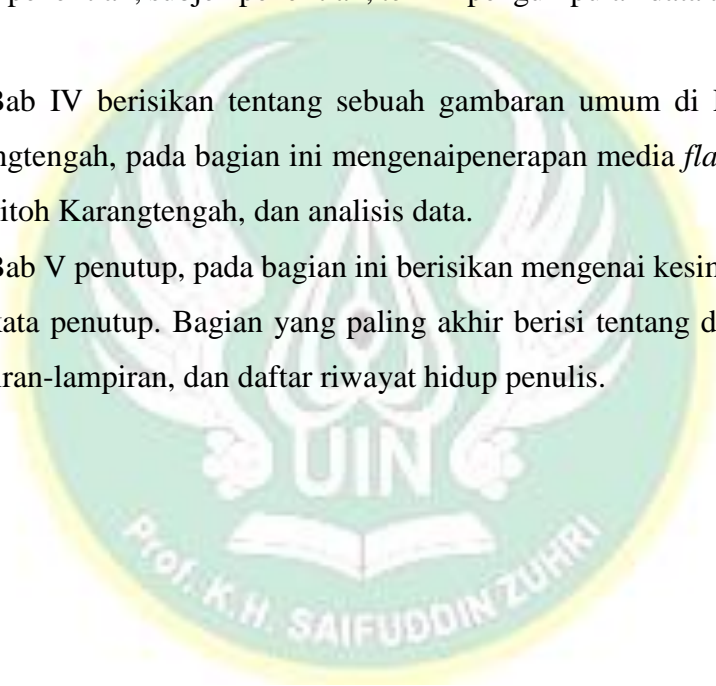 Bab IV berisikan tentang sebuah gambaran umum di
ngtengah, pada bagian ini mengenaipenerapan media fla
itoh Karangtengah, dan analisis data.
Bab V penutup, pada bagian ini berisikan mengenai kesin
kata penutup. Bagian yang paling akhir berisi tentang d
iran-lampiran, dan daftar riwayat hidup penulis.
UIN
Prof. K.H. SAIFUDDIN ZUHRI